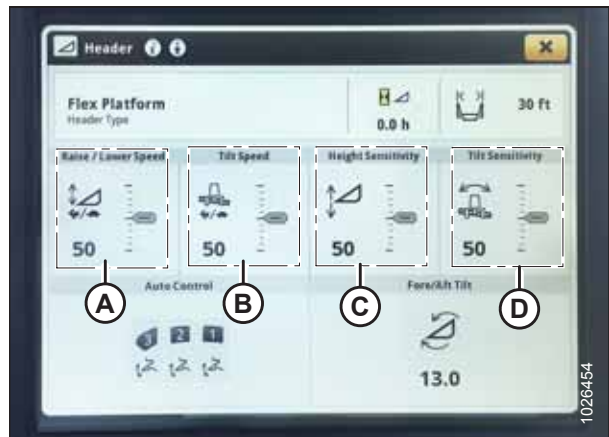 Header
Flex Platform
Header Type
0.0 h
30 ft
Raise / Lower Speed
Tilt Speed
Height Sensitivity
Tilt Sensitivity
50
50
50
50
A
B
C
D
Auto Control
Fore/Aft Tilt
3 2 1
13.0
1026454